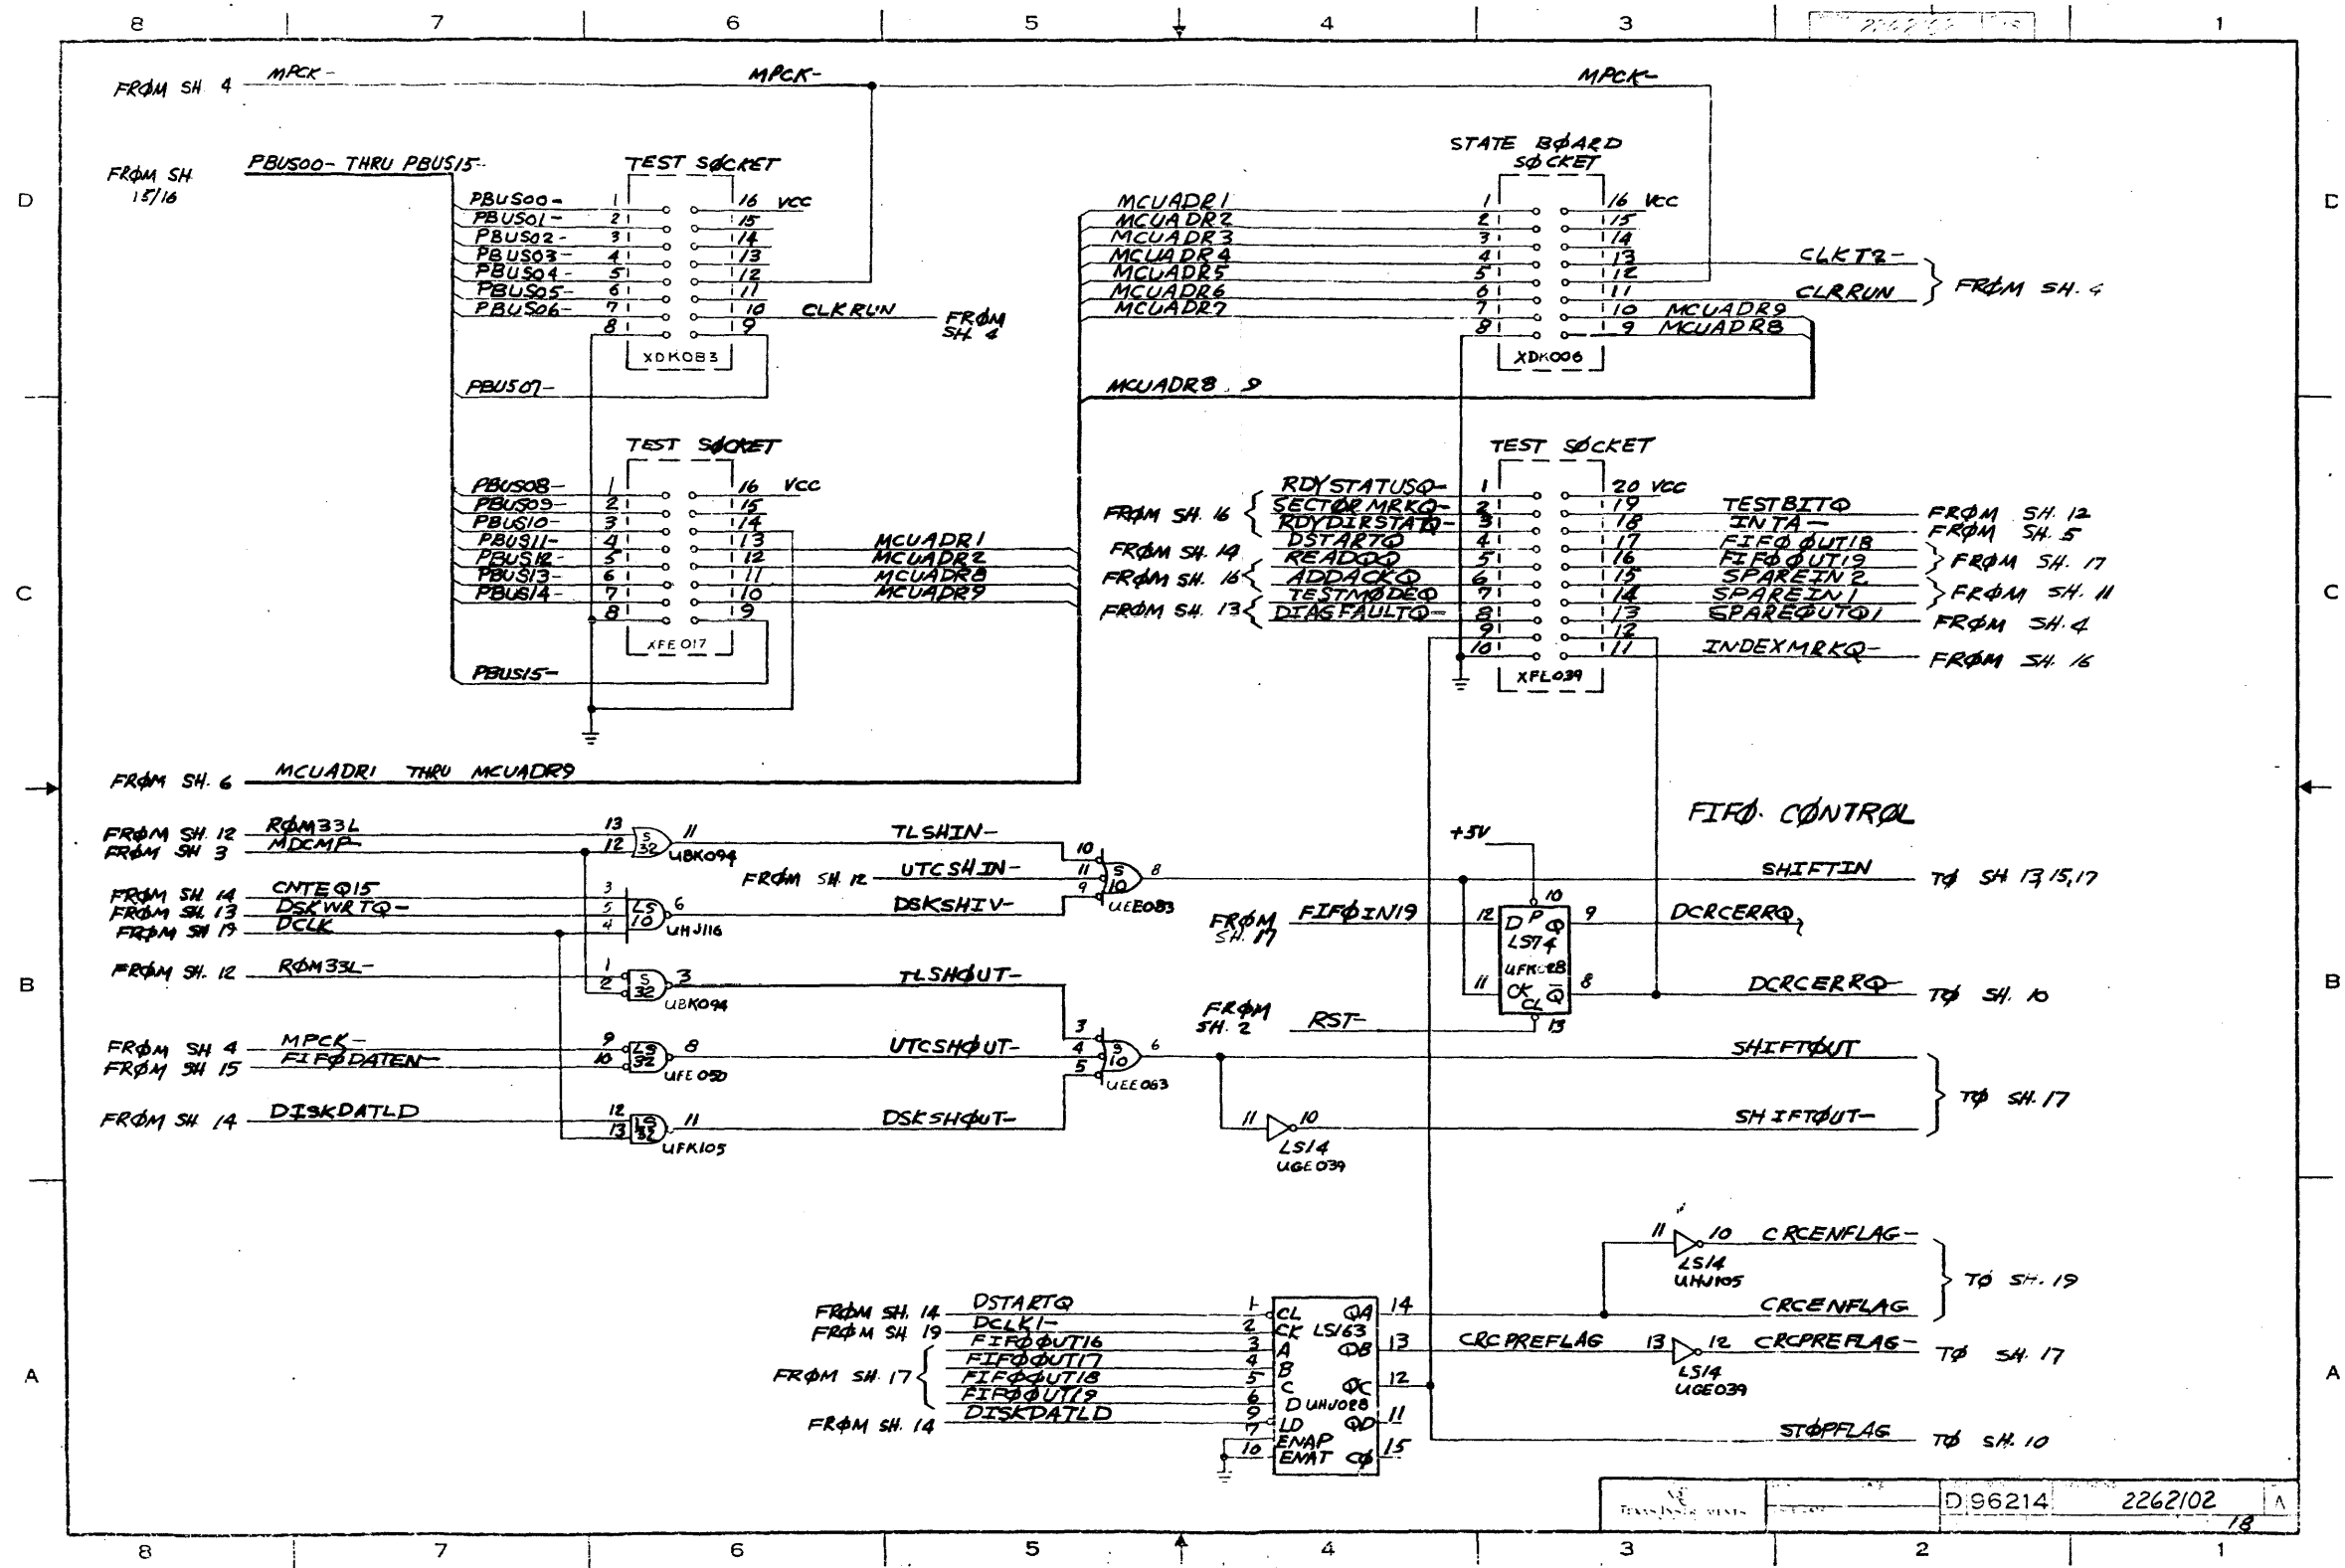 8 7 6 5 4 3 1
FRØM SH. 4 MPCK- MPCK- MPCK-
FRØM SH 15/16 PBUS00- THRU PBUS15-
D D
TEST SØCKET
PBUS00- 1 16 VCC
PBUS01- 2 15
PBUS02- 3 14
PBUS03- 4 13
PBUS04- 5 12
PBUS05- 6 11
PBUS06- 7 10 CLKRUN FRØM SH. 4
8 9
XDK083
PBUS07-
STATE BØARD
SØCKET
MCUADR1 1 16 VCC
MCUADR2 2 15
MCUADR3 3 14
MCUADR4 4 13 CLKT2-
MCUADR5 5 12
MCUADR6 6 11 CLRRUN
FRØM SH. 4
MCUADR7 7 10 MCUADR9
8 9 MCUADR8
XDK006
MCUADR8, 9
TEST SØCKET
PBUS08- 1 16 VCC
PBUS09- 2 15
PBUS10- 3 14
PBUS11- 4 13 MCUADR1
PBUS12- 5 12 MCUADR2
PBUS13- 6 11 MCUADR8
PBUS14- 7 10 MCUADR9
8 9
XFE017
PBUS15-
C C
TEST SØCKET
RDYSTATUSQ- 1 20 VCC
FRØM SH. 16 SECTØRMRKQ- 2 19 TESTBITQ FRØM SH. 12
RDYDIRSTATQ- 3 18 INTA- FRØM SH. 5
FRØM SH. 14 DSTARTQ 4 17 FIFØØUT18
READQQ 5 16 FIFØØUT19 FRØM SH. 17
FRØM SH. 16 ADDACKQ 6 15 SPAREIN2
TESTMØDEQ 7 14 SPAREIN1 FRØM SH. 11
FRØM SH. 13 DIAGFAULTQ- 8 13 SPAREØUTQ1 FRØM SH. 4
9 12
10 11 INDEXMRKQ- FRØM SH. 16
XFE039
FRØM SH. 6 MCUADR1 THRU MCUADR9
FIFØ CØNTRØL
FRØM SH. 12 RØM33L 13
FRØM SH 3 MDCMP- 12
S 32 11 UBK094 TLSHIN- 10
FRØM SH. 12 UTCSHIN- 11
FRØM SH. 14 CNTEQ15 3
FRØM SH. 13 DSKWRTQ- 5
FRØM SH 19 DCLK 4
LS 10 6 UHJ116 DSKSHIV- 9
S 10 8 UEE083
SHIFTIN TØ SH 13,15,17
+5V 10
FRØM SH. 17 FIFØIN19 12 D P Q 9 DCRCERRQ
LS74
UFK028
11 CK CL Q 8 DCRCERRQ- TØ SH. 10
FRØM SH. 2 RST- 13
B B
FRØM SH. 12 RØM33L- 1
2 S 32 3 UBK094 TLSHØUT- 3
FRØM SH 4 MPCK- 9
FRØM SH 15 FIFØDATEN- 10
LS 32 8 UFE050 UTCSHØUT- 4
FRØM SH. 14 DISKDATLD 12
13 LS 32 11 UFK105 DSKSHØUT- 5
S 10 6 UEE063
SHIFTØUT
11 10 SHIFTØUT-
LS14
UGE039
TØ SH. 17
11 10 CRCENFLAG-
LS14
UHJ105
TØ SH. 19
FRØM SH. 14 DSTARTQ 1 CL QA 14 CRCENFLAG
FRØM SH 19 DCLK1- 2 CK LS163
FIFØØUT16 3 A QB 13 CRCPREFLAG 13 12 CRCPREFLAG- TØ SH. 17
LS14
UGE039
FRØM SH. 17 FIFØØUT17 4 B
FIFØØUT18 5 C QC 12
FIFØØUT19 6 D UHJ028
FRØM SH. 14 DISKDATLD 9 LD QD 11
7 ENAP
10 ENAT CØ 15
STØPFLAG TØ SH. 10
A A
D 96214 2262102 A
18
8 7 6 5 4 3 2 1